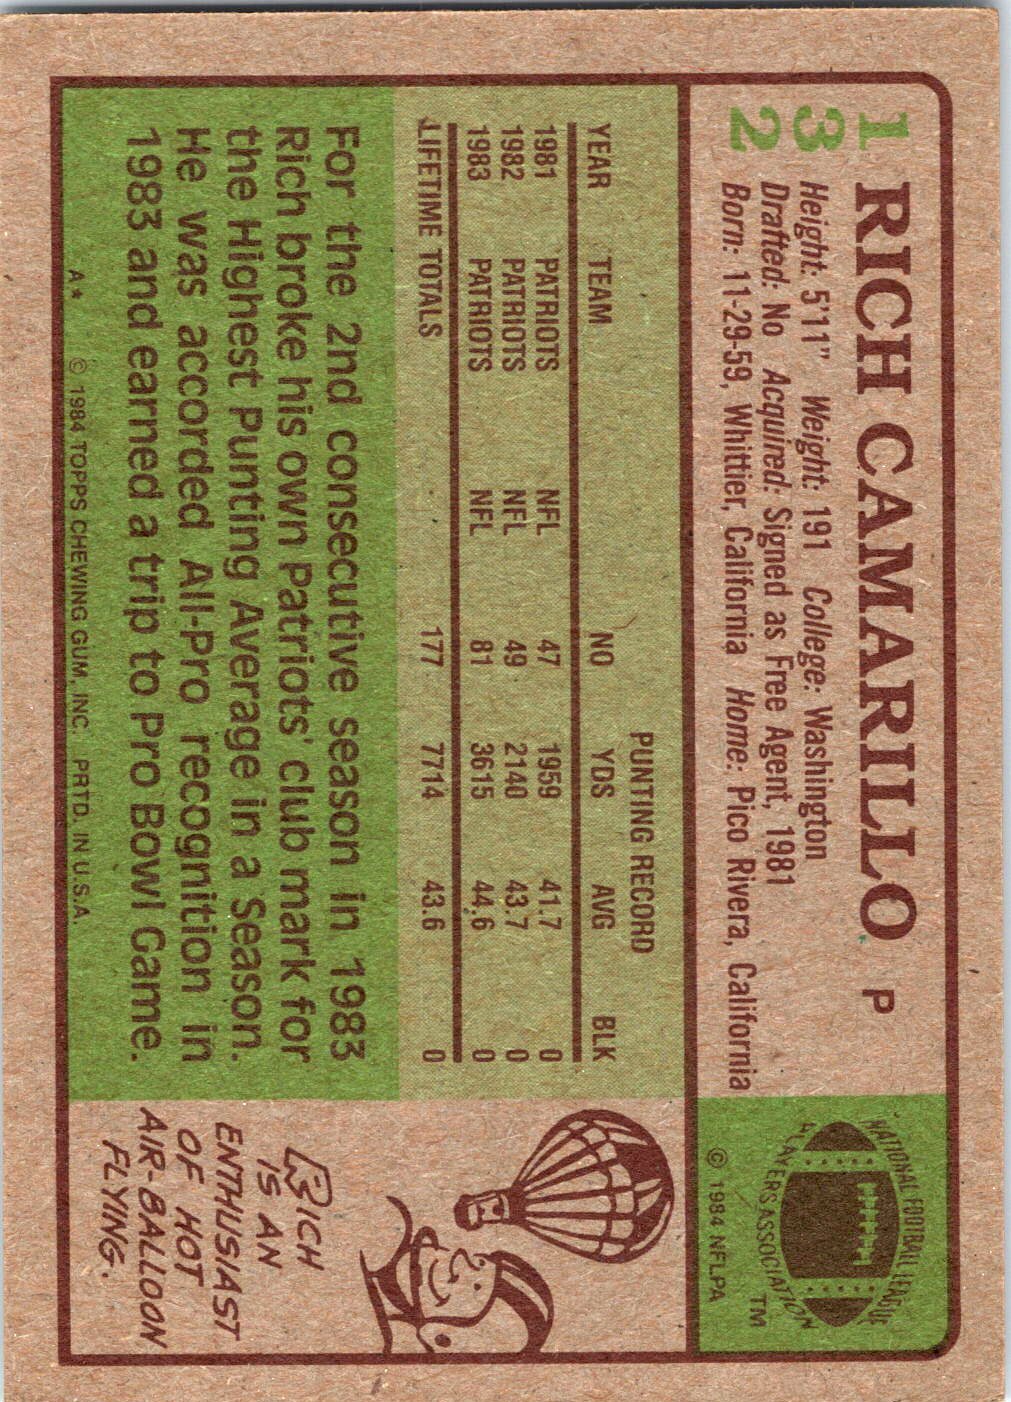 132
RICH CAMARILLO P
Height: 5'11" Weight: 191 College: Washington
Drafted: No Acquired: Signed as Free Agent, 1981
Born: 11-29-59, Whittier, California Home: Pico Rivera, California
NATIONAL FOOTBALL LEAGUE
PLAYERS ASSOCIATION
TM
© 1984 NFLPA
PUNTING RECORD
YEAR TEAM NO YDS AVG BLK
1981 PATRIOTS NFL 47 1959 41.7 0
1982 PATRIOTS NFL 49 2140 43.7 0
1983 PATRIOTS NFL 81 3615 44.6 0
LIFETIME TOTALS 177 7714 43.6 0
For the 2nd consecutive season in 1983
Rich broke his own Patriots' club mark for
the Highest Punting Average in a Season.
He was accorded All-Pro recognition in
1983 and earned a trip to Pro Bowl Game.
A* © 1984 TOPPS CHEWING GUM, INC. PRTD. IN U.S.A.
RICH
IS AN
ENTHUSIAST
OF HOT
AIR-BALLOON
FLYING.